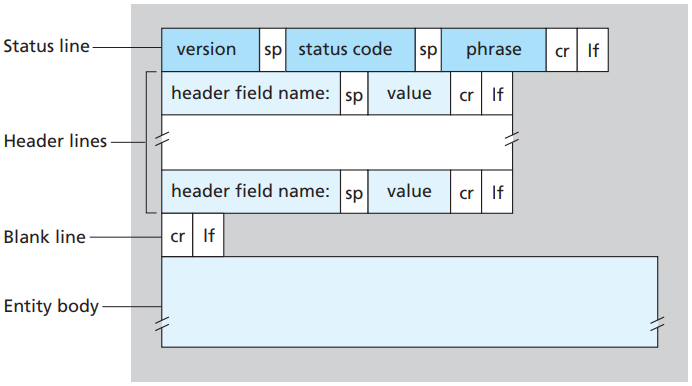 Status line version sp status code sp phrase cr lf
header field name: sp value cr lf
Header lines
header field name: sp value cr lf
Blank line cr lf
Entity body